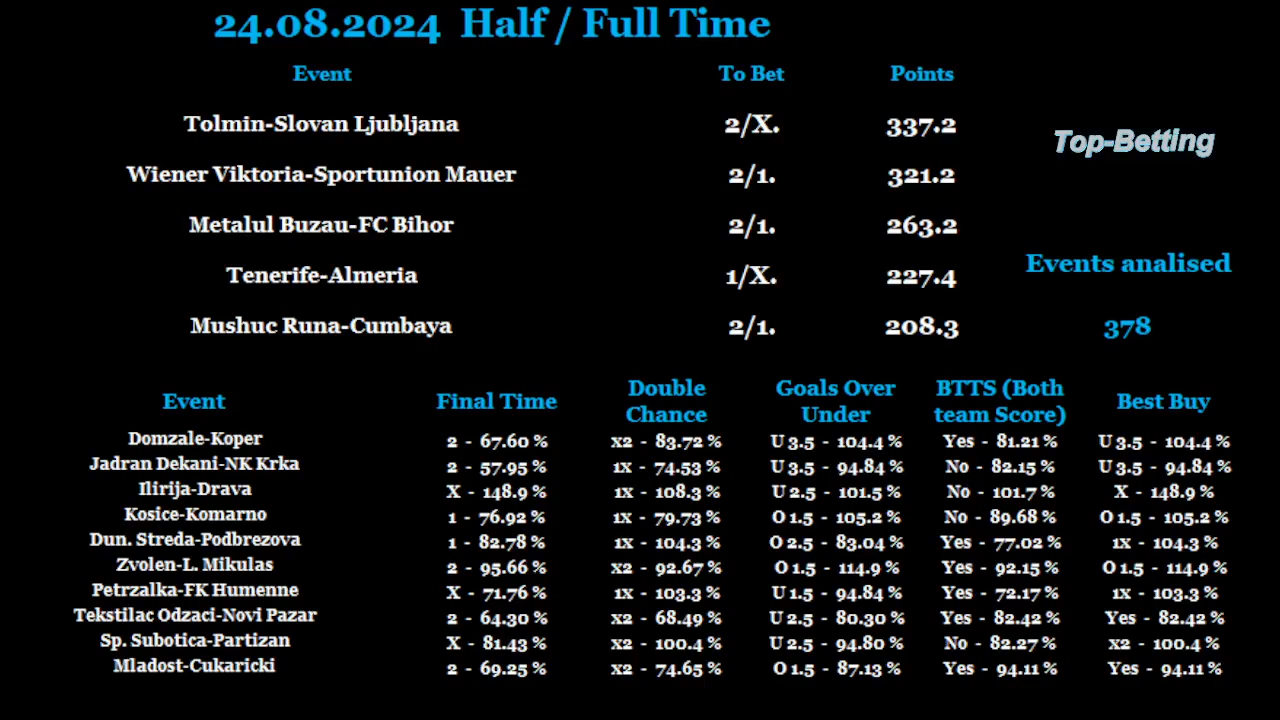 24.08.2024 Half / Full Time
Event To Bet Points
Tolmin-Slovan Ljubljana 2/X. 337.2
Top-Betting
Wiener Viktoria-Sportunion Mauer 2/1. 321.2
Metalul Buzau-FC Bihor 2/1. 263.2
Events analised
Tenerife-Almeria 1/X. 227.4
Mushuc Runa-Cumbaya 2/1. 208.3
378
Event Final Time Double Chance Goals Over Under BTTS (Both team Score) Best Buy
Domzale-Koper 2 - 67.60 % x2 - 83.72 % U 3.5 - 104.4 % Yes - 81.21 % U 3.5 - 104.4 %
Jadran Dekani-NK Krka 2 - 57.95 % 1x - 74.53 % U 3.5 - 94.84 % No - 82.15 % U 3.5 - 94.84 %
Ilirija-Drava X - 148.9 % 1x - 108.3 % U 2.5 - 101.5 % No - 101.7 % X - 148.9 %
Kosice-Komarno 1 - 76.92 % 1x - 79.73 % O 1.5 - 105.2 % No - 89.68 % O 1.5 - 105.2 %
Dun. Streda-Podbrezova 1 - 82.78 % 1x - 104.3 % O 2.5 - 83.04 % Yes - 77.02 % 1x - 104.3 %
Zvolen-L. Mikulas 2 - 95.66 % x2 - 92.67 % O 1.5 - 114.9 % Yes - 92.15 % O 1.5 - 114.9 %
Petrzalka-FK Humenne X - 71.76 % 1x - 103.3 % U 1.5 - 94.84 % Yes - 72.17 % 1x - 103.3 %
Tekstilac Odzaci-Novi Pazar 2 - 64.30 % x2 - 68.49 % U 2.5 - 80.30 % Yes - 82.42 % Yes - 82.42 %
Sp. Subotica-Partizan X - 81.43 % x2 - 100.4 % U 2.5 - 94.80 % No - 82.27 % x2 - 100.4 %
Mladost-Cukaricki 2 - 69.25 % x2 - 74.65 % O 1.5 - 87.13 % Yes - 94.11 % Yes - 94.11 %